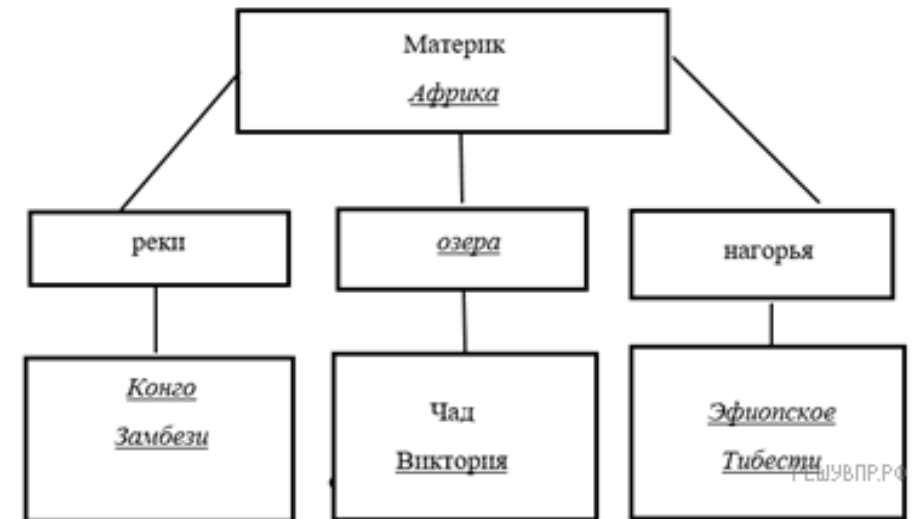 Материк
Африка
реки
озера
нагорья
Конго
Замбези
Чад
Виктория
Эфиопское
Тибести
РЕШУВПР.РФ